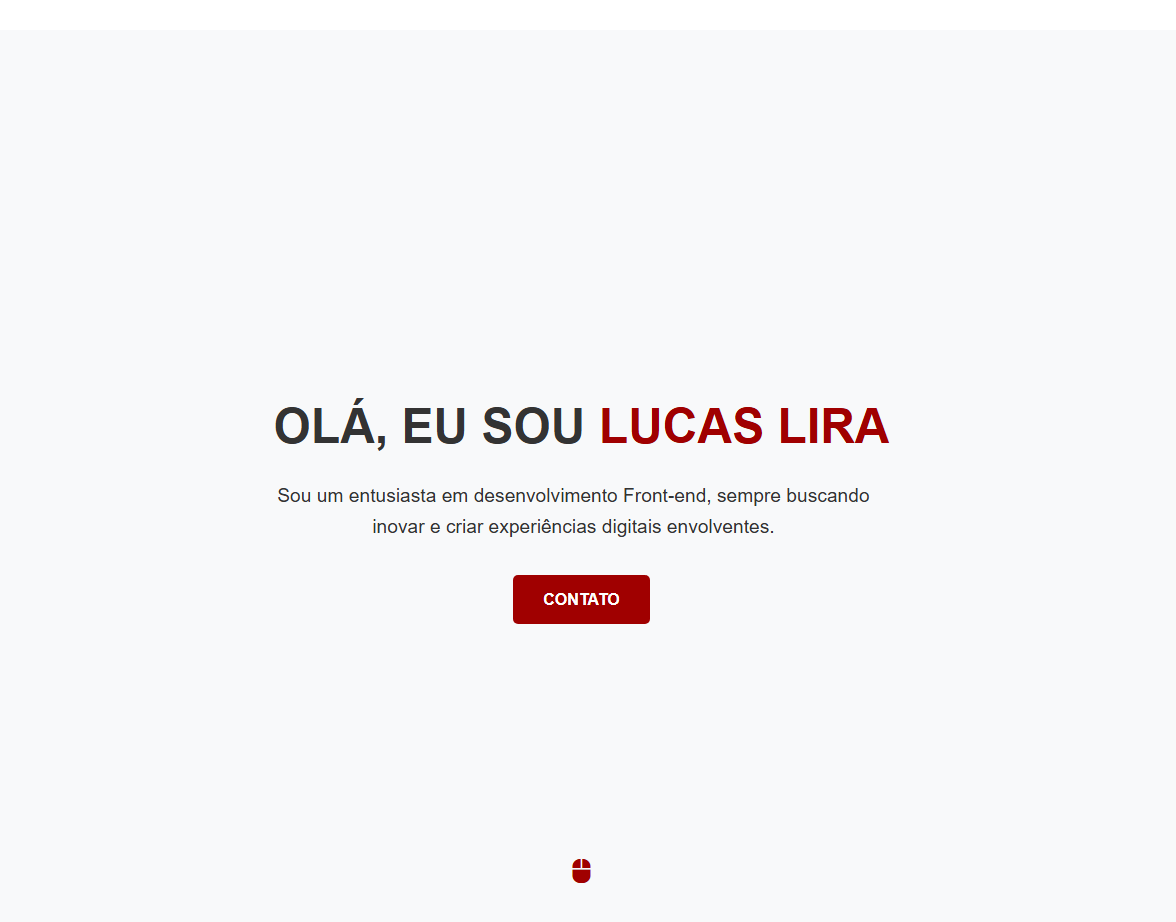 OLÁ, EU SOU LUCAS LIRA
Sou um entusiasta em desenvolvimento Front-end, sempre buscando
inovar e criar experiências digitais envolventes.
CONTATO